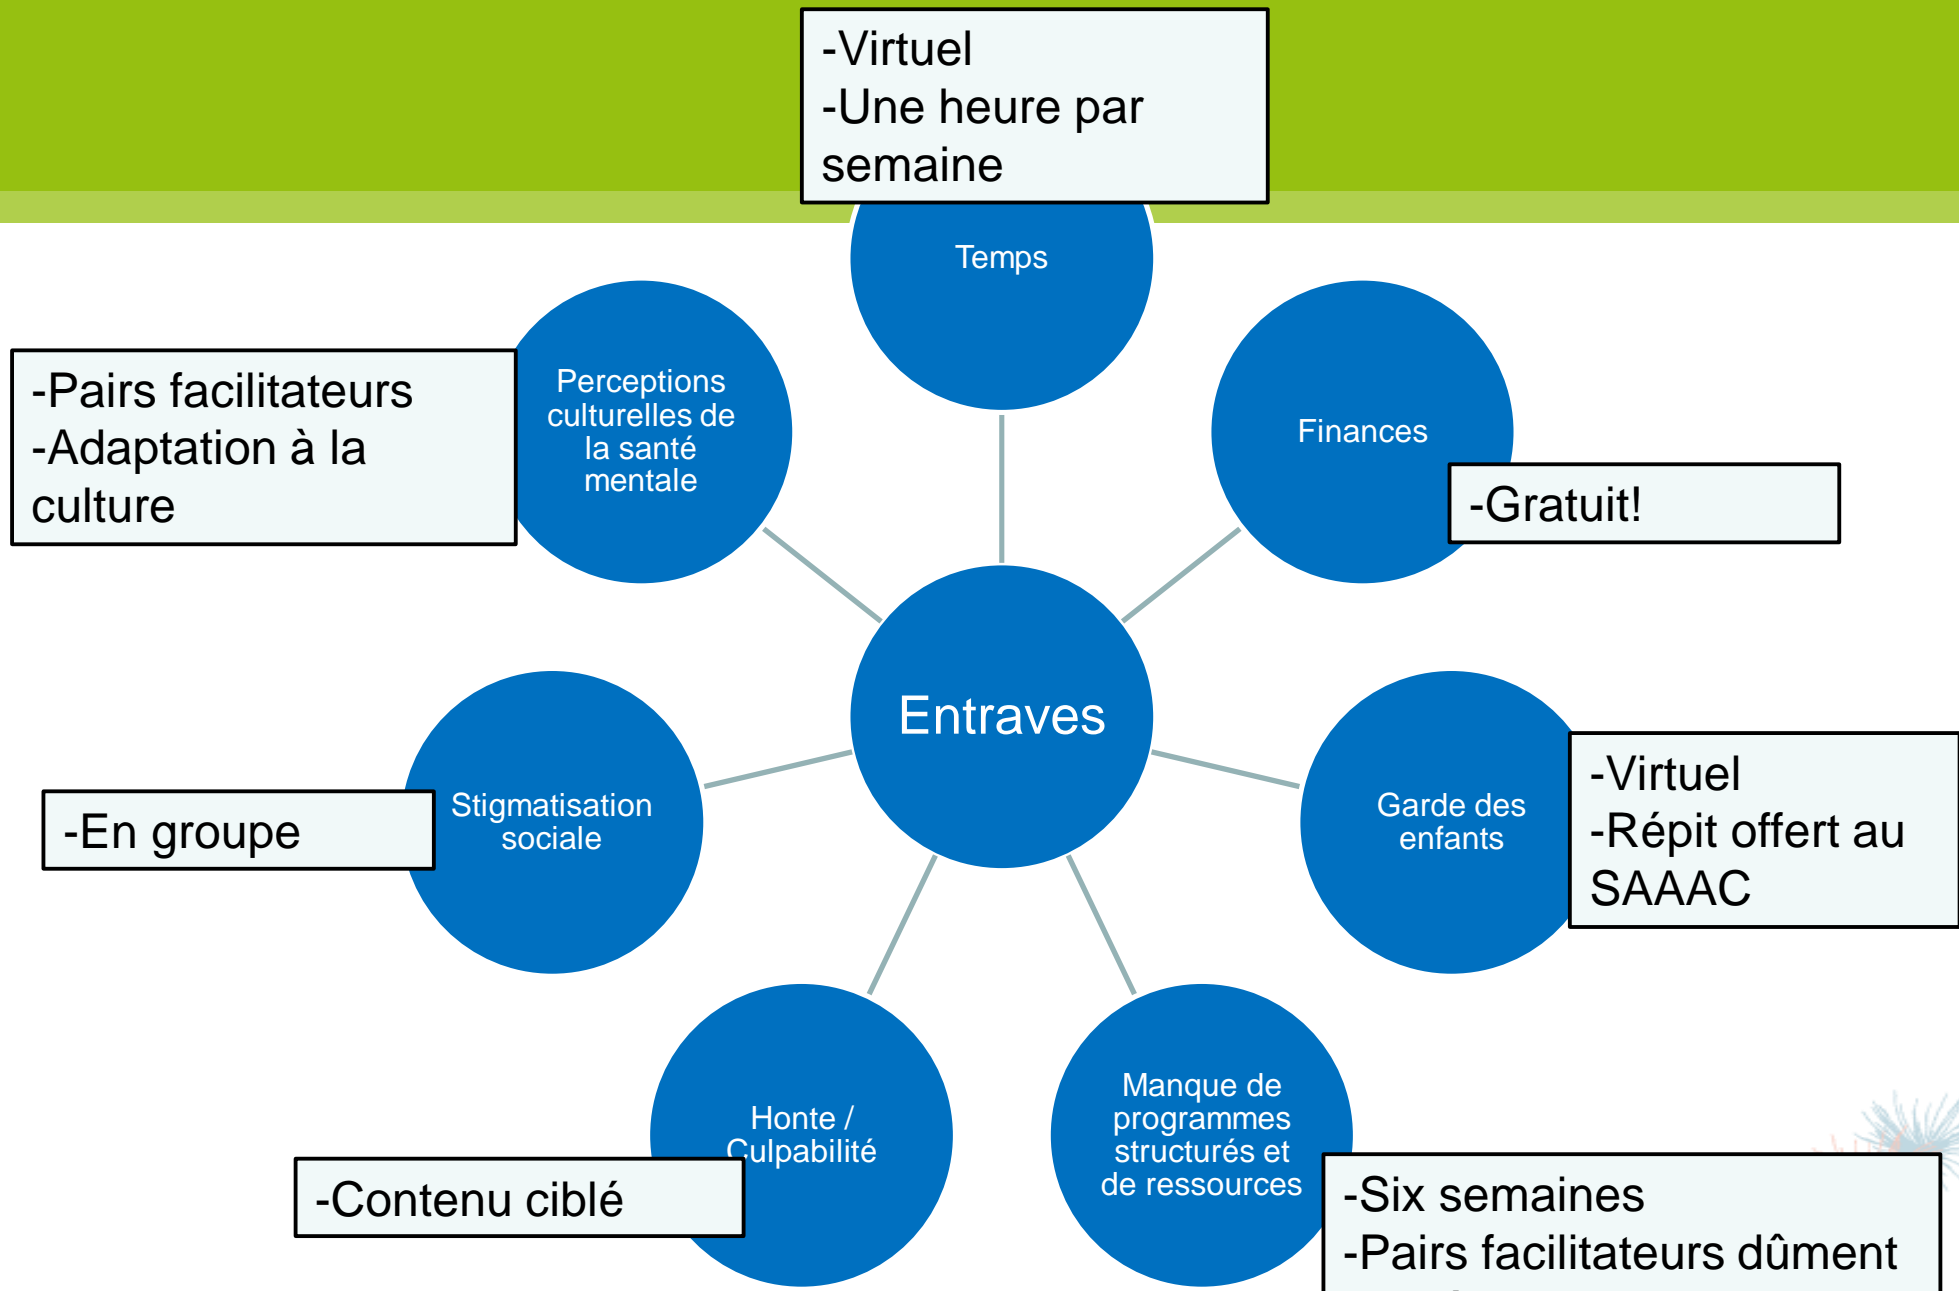 -Virtuel
-Une heure par
semaine
Temps
Finances
-Gratuit!
Perceptions
culturelles de
la santé
mentale
-Pairs facilitateurs
-Adaptation à la
culture
Entraves
Garde des
enfants
-Virtuel
-Répit offert au
SAAAC
Stigmatisation
sociale
-En groupe
Manque de
programmes
structurés et
de ressources
-Six semaines
-Pairs facilitateurs dûment
Honte /
Culpabilité
-Contenu ciblé